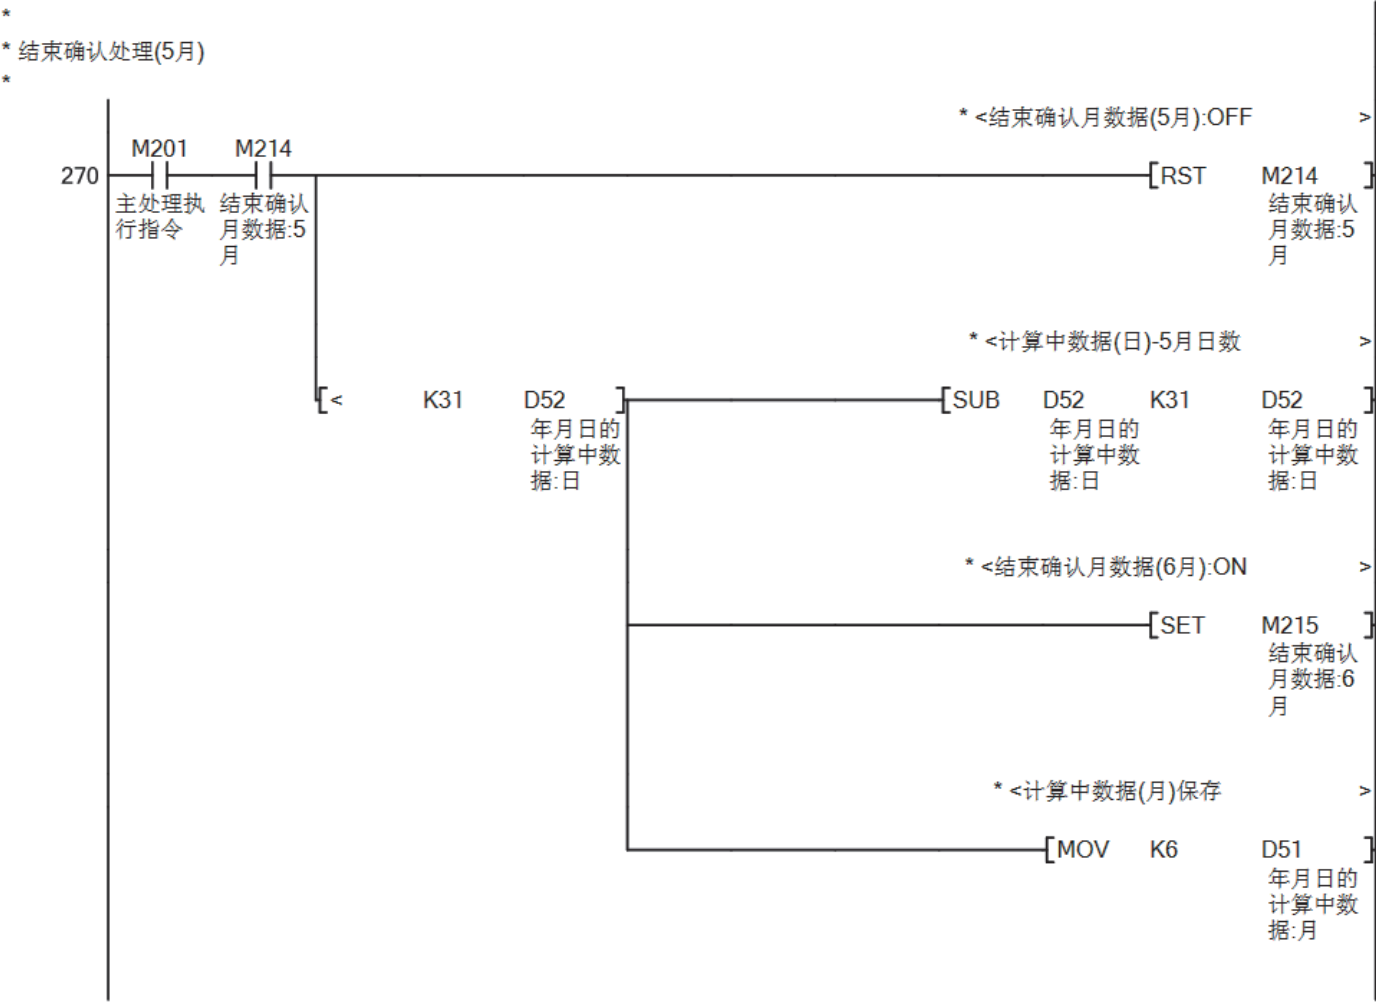 *
* 结束确认处理(5月)
*
* <结束确认月数据(5月):OFF >
M201 M214
270 [RST M214 ]
主处理执 结束确认 结束确认
行指令 月数据:5 月数据:5
月 月
* <计算中数据(日)-5月日数 >
[< K31 D52 ] [SUB D52 K31 D52 ]
年月日的 年月日的 年月日的
计算中数 计算中数 计算中数
据:日 据:日 据:日
* <结束确认月数据(6月):ON >
[SET M215 ]
结束确认
月数据:6
月
* <计算中数据(月)保存 >
[MOV K6 D51 ]
年月日的
计算中数
据:月